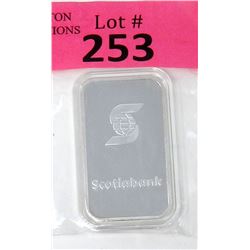 TON Lot #
IONS 253
Scotiabank